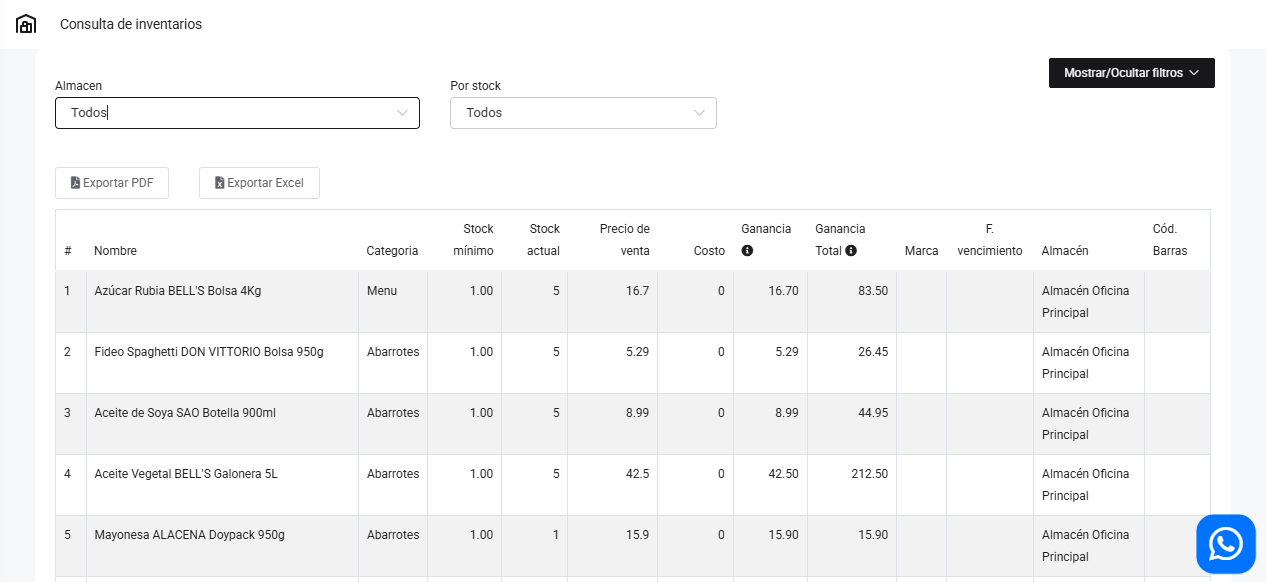 Consulta de inventarios
Mostrar/Ocultar filtros
Almacen
Por stock
Todos
Todos
Exportar PDF
Exportar Excel
# Nombre Categoria Stock mínimo Stock actual Precio de venta Costo Ganancia Ganancia Total Marca F. vencimiento Almacén Cód. Barras
1 Azúcar Rubia BELL'S Bolsa 4Kg Menu 1.00 5 16.7 0 16.70 83.50 Almacén Oficina Principal
2 Fideo Spaghetti DON VITTORIO Bolsa 950g Abarrotes 1.00 5 5.29 0 5.29 26.45 Almacén Oficina Principal
3 Aceite de Soya SAO Botella 900ml Abarrotes 1.00 5 8.99 0 8.99 44.95 Almacén Oficina Principal
4 Aceite Vegetal BELL'S Galonera 5L Abarrotes 1.00 5 42.5 0 42.50 212.50 Almacén Oficina Principal
5 Mayonesa ALACENA Doypack 950g Abarrotes 1.00 1 15.9 0 15.90 15.90 Almacén Oficina Principal